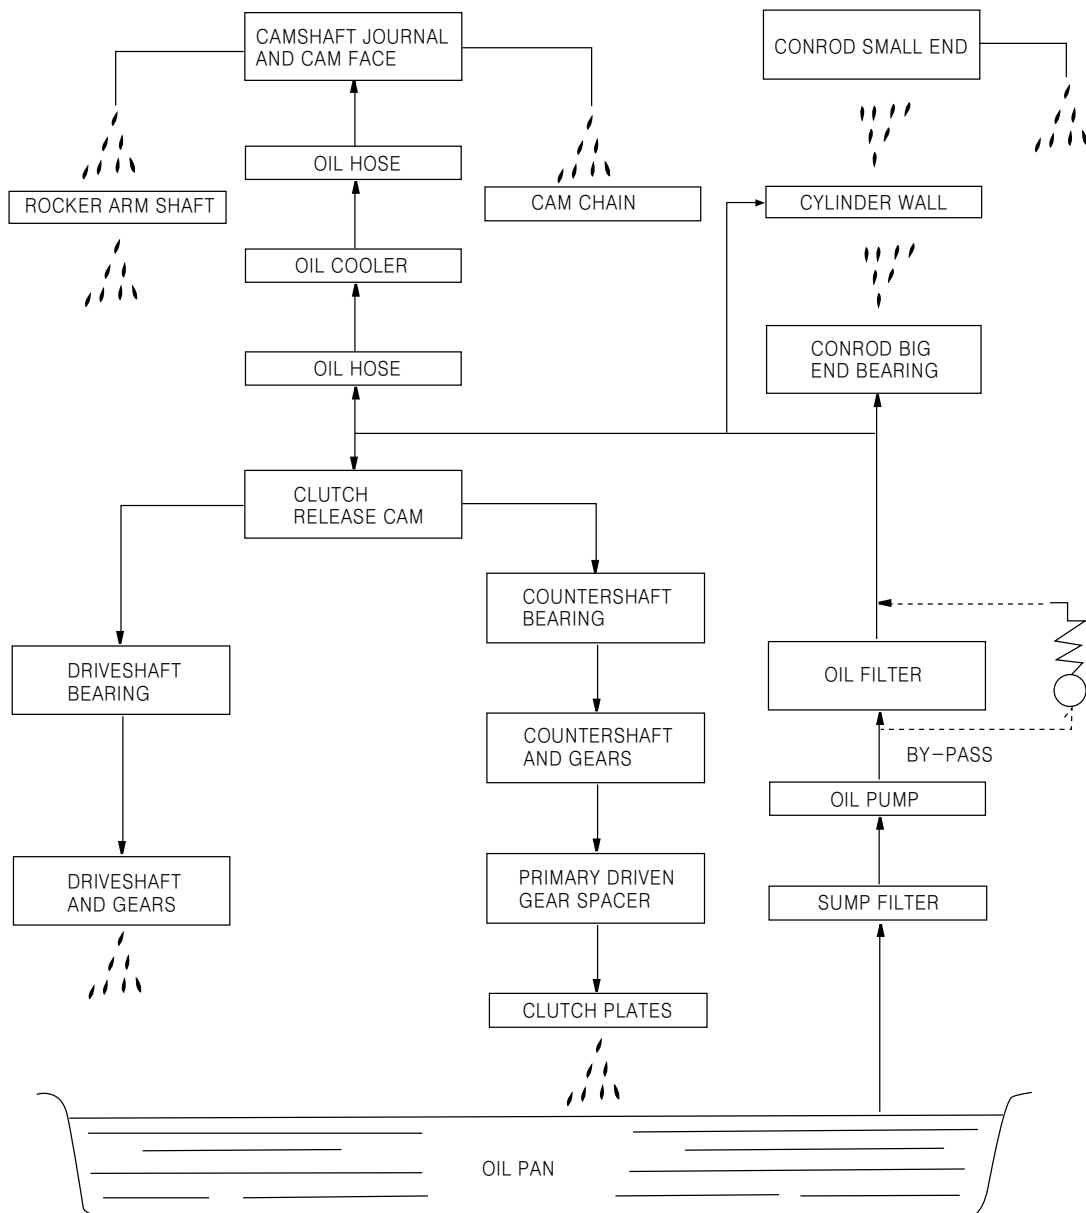 CAMSHAFT JOURNAL
AND CAM FACE
CONROD SMALL END
OIL HOSE
ROCKER ARM SHAFT
CAM CHAIN
CYLINDER WALL
OIL COOLER
OIL HOSE
CONROD BIG
END BEARING
CLUTCH
RELEASE CAM
COUNTERSHAFT
BEARING
DRIVESHAFT
BEARING
OIL FILTER
COUNTERSHAFT
AND GEARS
BY-PASS
OIL PUMP
DRIVESHAFT
AND GEARS
PRIMARY DRIVEN
GEAR SPACER
SUMP FILTER
CLUTCH PLATES
OIL PAN